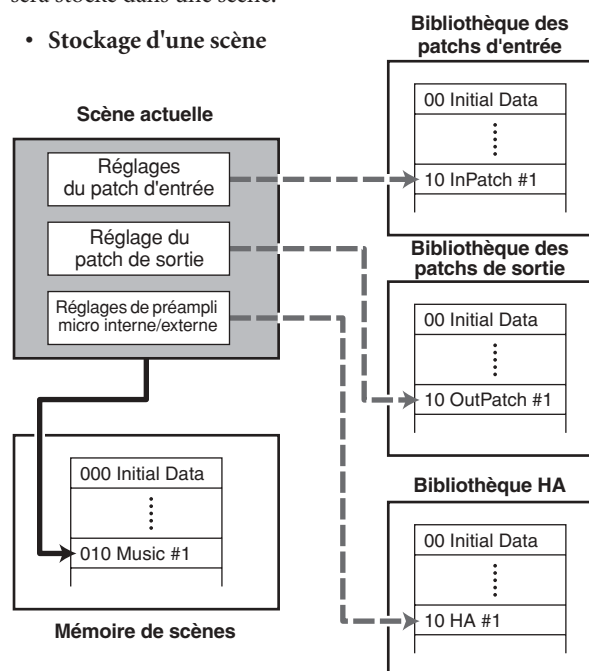 sera stocké dans une scène.
• Stockage d'une scène
Scène actuelle
Réglages
du patch d'entrée
Réglage du
patch de sortie
Réglages de préampli
micro interne/externe
000 Initial Data
010 Music #1
Mémoire de scènes
Bibliothèque des
patchs d'entrée
00 Initial Data
10 InPatch #1
Bibliothèque des
patchs de sortie
00 Initial Data
10 OutPatch #1
Bibliothèque HA
00 Initial Data
10 HA #1